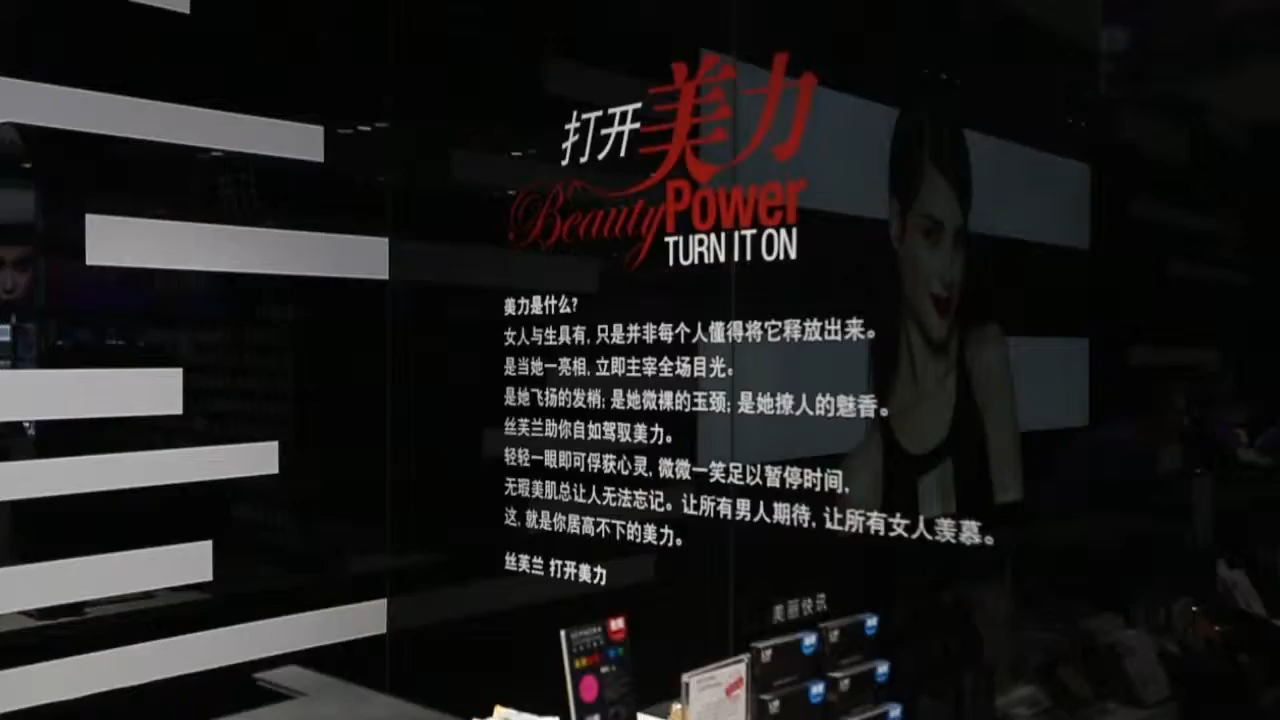 打开美力
Beauty Power
TURN IT ON
美力是什么?
女人与生具有, 只是并非每个人懂得将它释放出来。
是当她一亮相, 立即主宰全场目光。
是她飞扬的发梢; 是她微裸的玉颈; 是她撩人的魅香。
丝芙兰助你自如驾驭美力。
轻轻一眼即可俘获心灵, 微微一笑足以暂停时间,
无瑕美肌总让人无法忘记。让所有男人期待, 让所有女人羡慕。
这, 就是你居高不下的美力。
丝芙兰 打开美力
美丽快讯